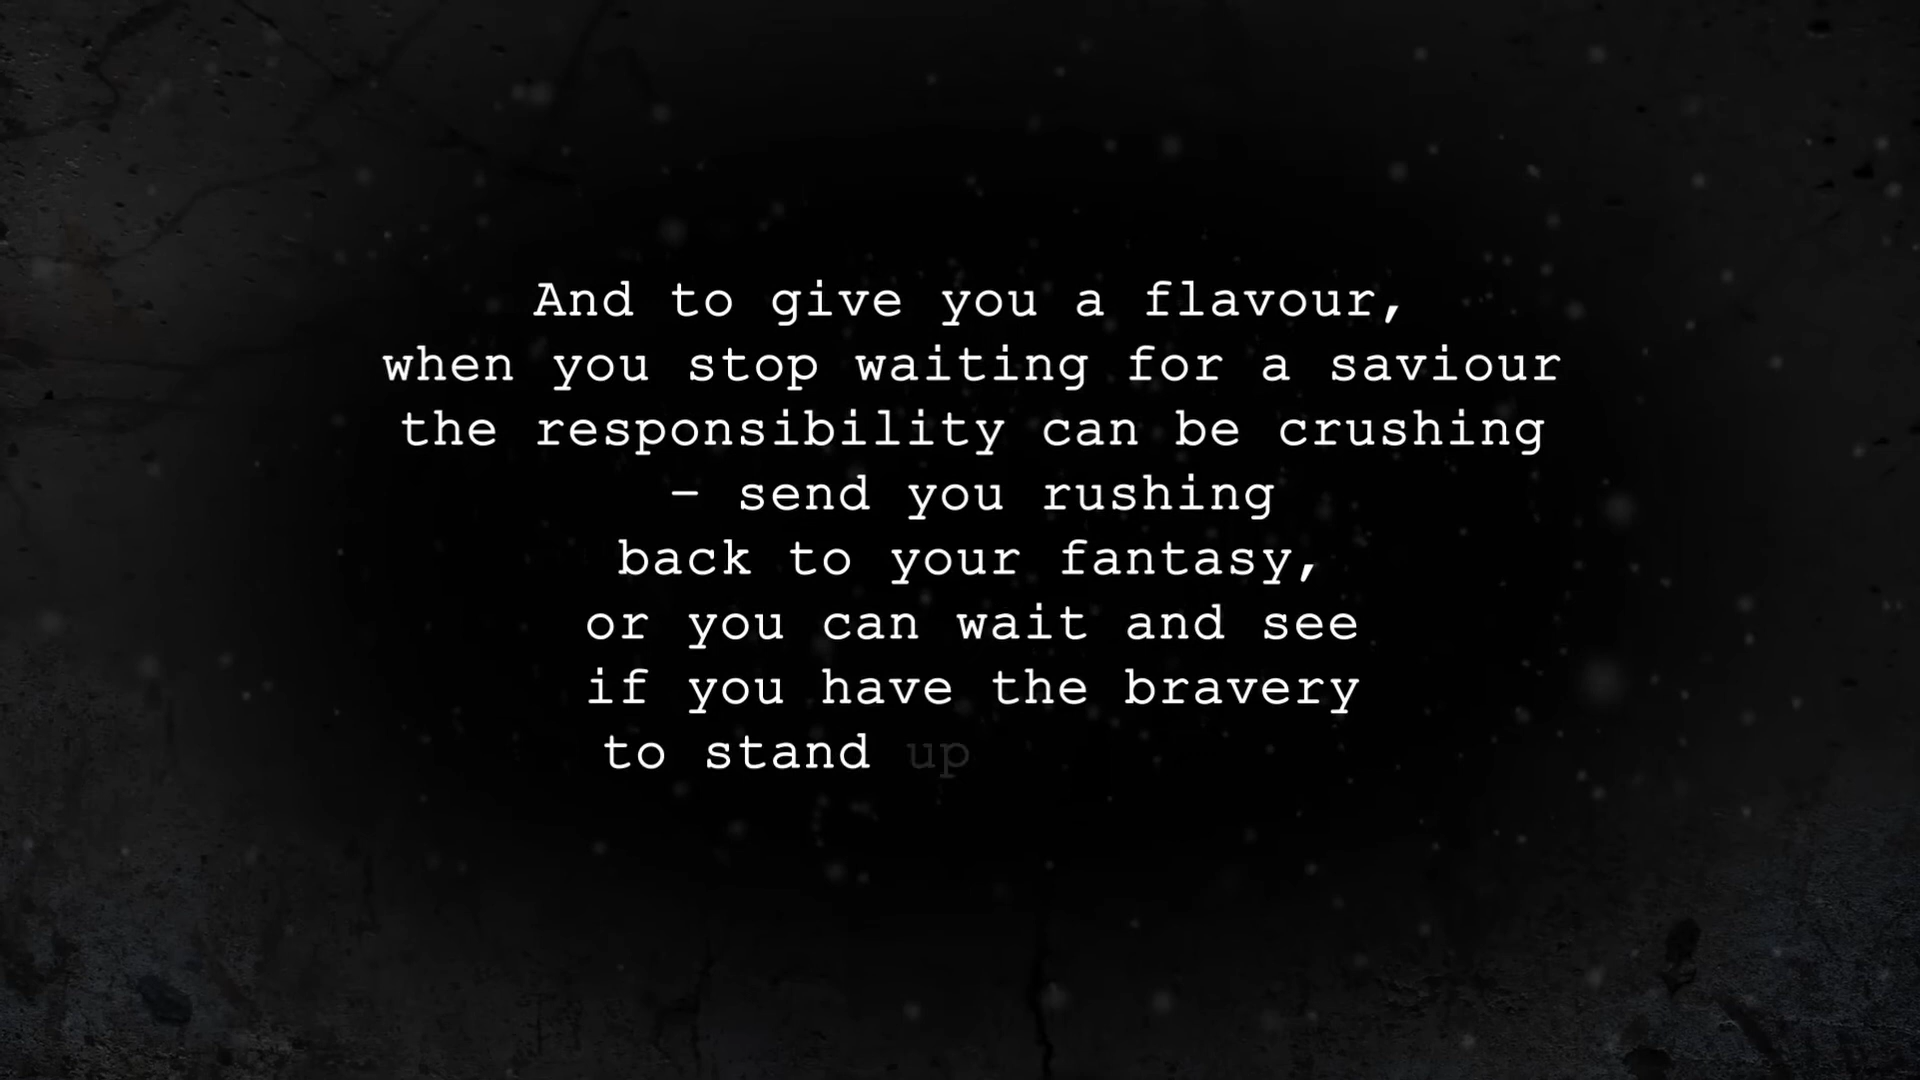 And to give you a flavour,
when you stop waiting for a saviour
the responsibility can be crushing
– send you rushing
back to your fantasy,
or you can wait and see
if you have the bravery
to stand up